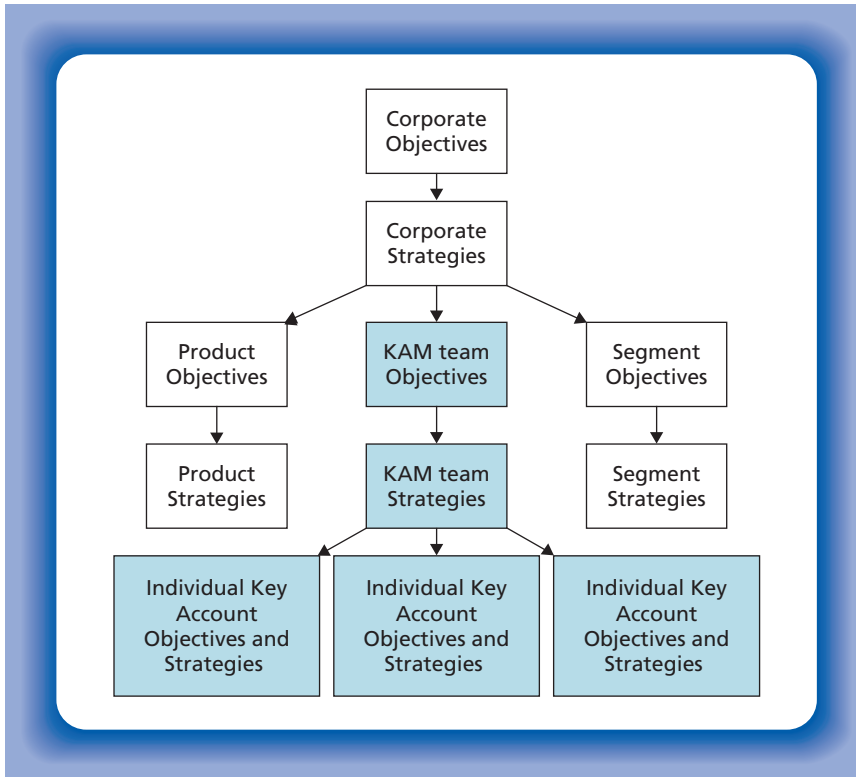 Corporate
Objectives
Corporate
Strategies
Product
Objectives
KAM team
Objectives
Segment
Objectives
Product
Strategies
KAM team
Strategies
Segment
Strategies
Individual Key
Account
Objectives and
Strategies
Individual Key
Account
Objectives and
Strategies
Individual Key
Account
Objectives and
Strategies